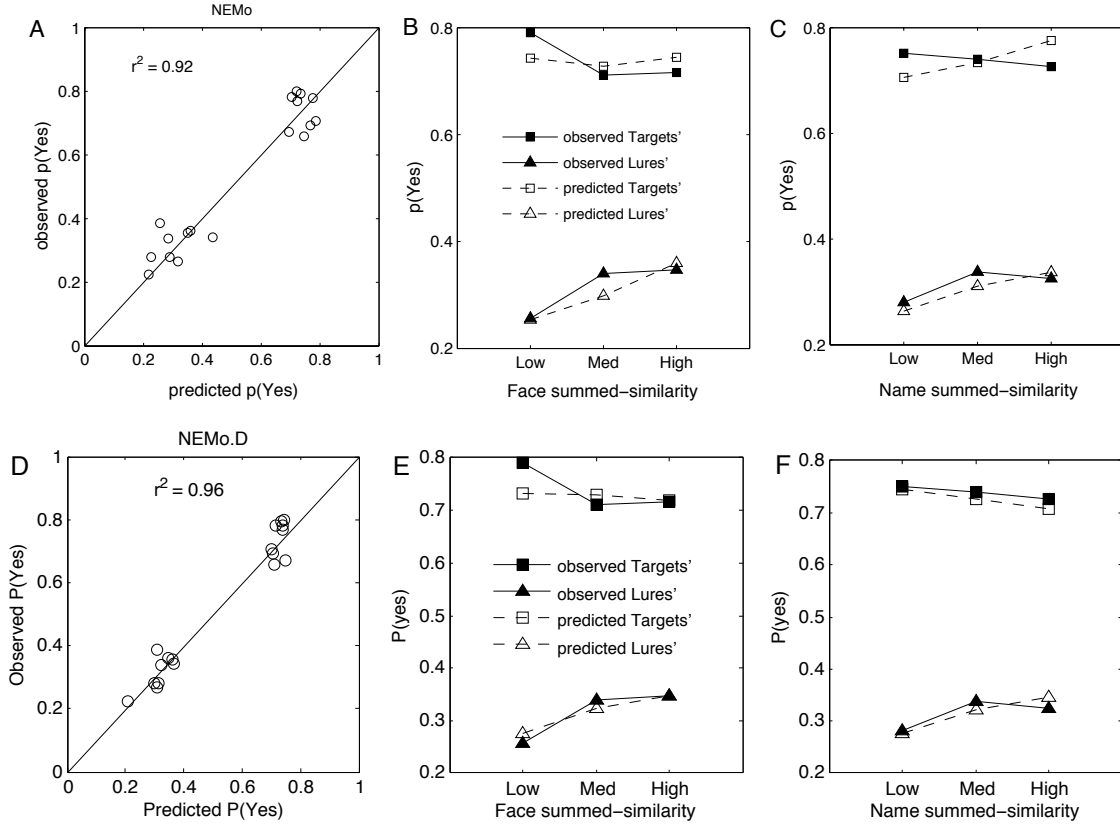 A
NEMo
r² = 0.92
1
0.8
0.6
0.4
0.2
0
0
0.2
0.4
0.6
0.8
1
observed p(Yes)
predicted p(Yes)
B
0.8
0.6
0.4
0.2
p(Yes)
observed Targets'
observed Lures'
predicted Targets'
predicted Lures'
Low
Med
High
Face summed−similarity
C
0.8
0.6
0.4
0.2
p(Yes)
Low
Med
High
Name summed−similarity
D
NEMo.D
r² = 0.96
1
0.8
0.6
0.4
0.2
0
0
0.2
0.4
0.6
0.8
1
Observed P(Yes)
Predicted P(Yes)
E
0.8
0.7
0.6
0.5
0.4
0.3
0.2
P(yes)
observed Targets'
observed Lures'
predicted Targets'
predicted Lures'
Low
Med
High
Face summed−similarity
F
0.8
0.7
0.6
0.5
0.4
0.3
0.2
P(yes)
Low
Med
High
Name summed−similarity